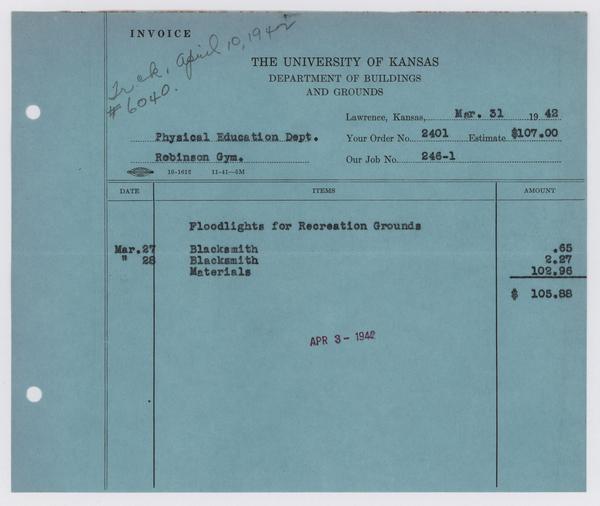 INVOICE
April 10, 1942
#6040.
THE UNIVERSITY OF KANSAS
DEPARTMENT OF BUILDINGS
AND GROUNDS
Lawrence, Kansas, Mar. 31 1942
Physical Education Dept. Your Order No. 2401 Estimate $107.00
Robinson Gym. Our Job No. 246-1
10-1612 11-41—5M
DATE ITEMS AMOUNT
Floodlights for Recreation Grounds
Mar.27 Blacksmith .65
" 28 Blacksmith 2.27
Materials 102.96
$ 105.88
APR 3- 1942